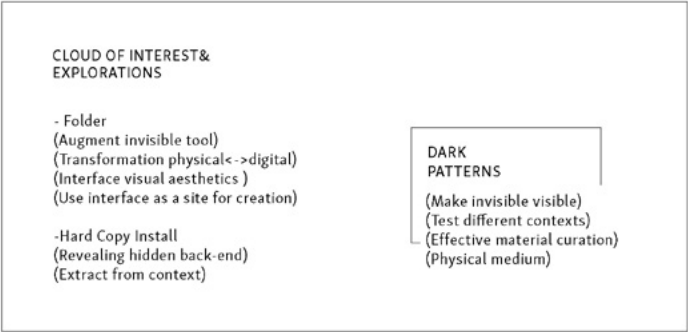 CLOUD OF INTEREST&
EXPLORATIONS
- Folder
(Augment invisible tool)
(Transformation physical<->digital)
(Interface visual aesthetics )
(Use interface as a site for creation)
-Hard Copy Install
(Revealing hidden back-end)
(Extract from context)
DARK
PATTERNS
(Make invisible visible)
(Test different contexts)
(Effective material curation)
(Physical medium)